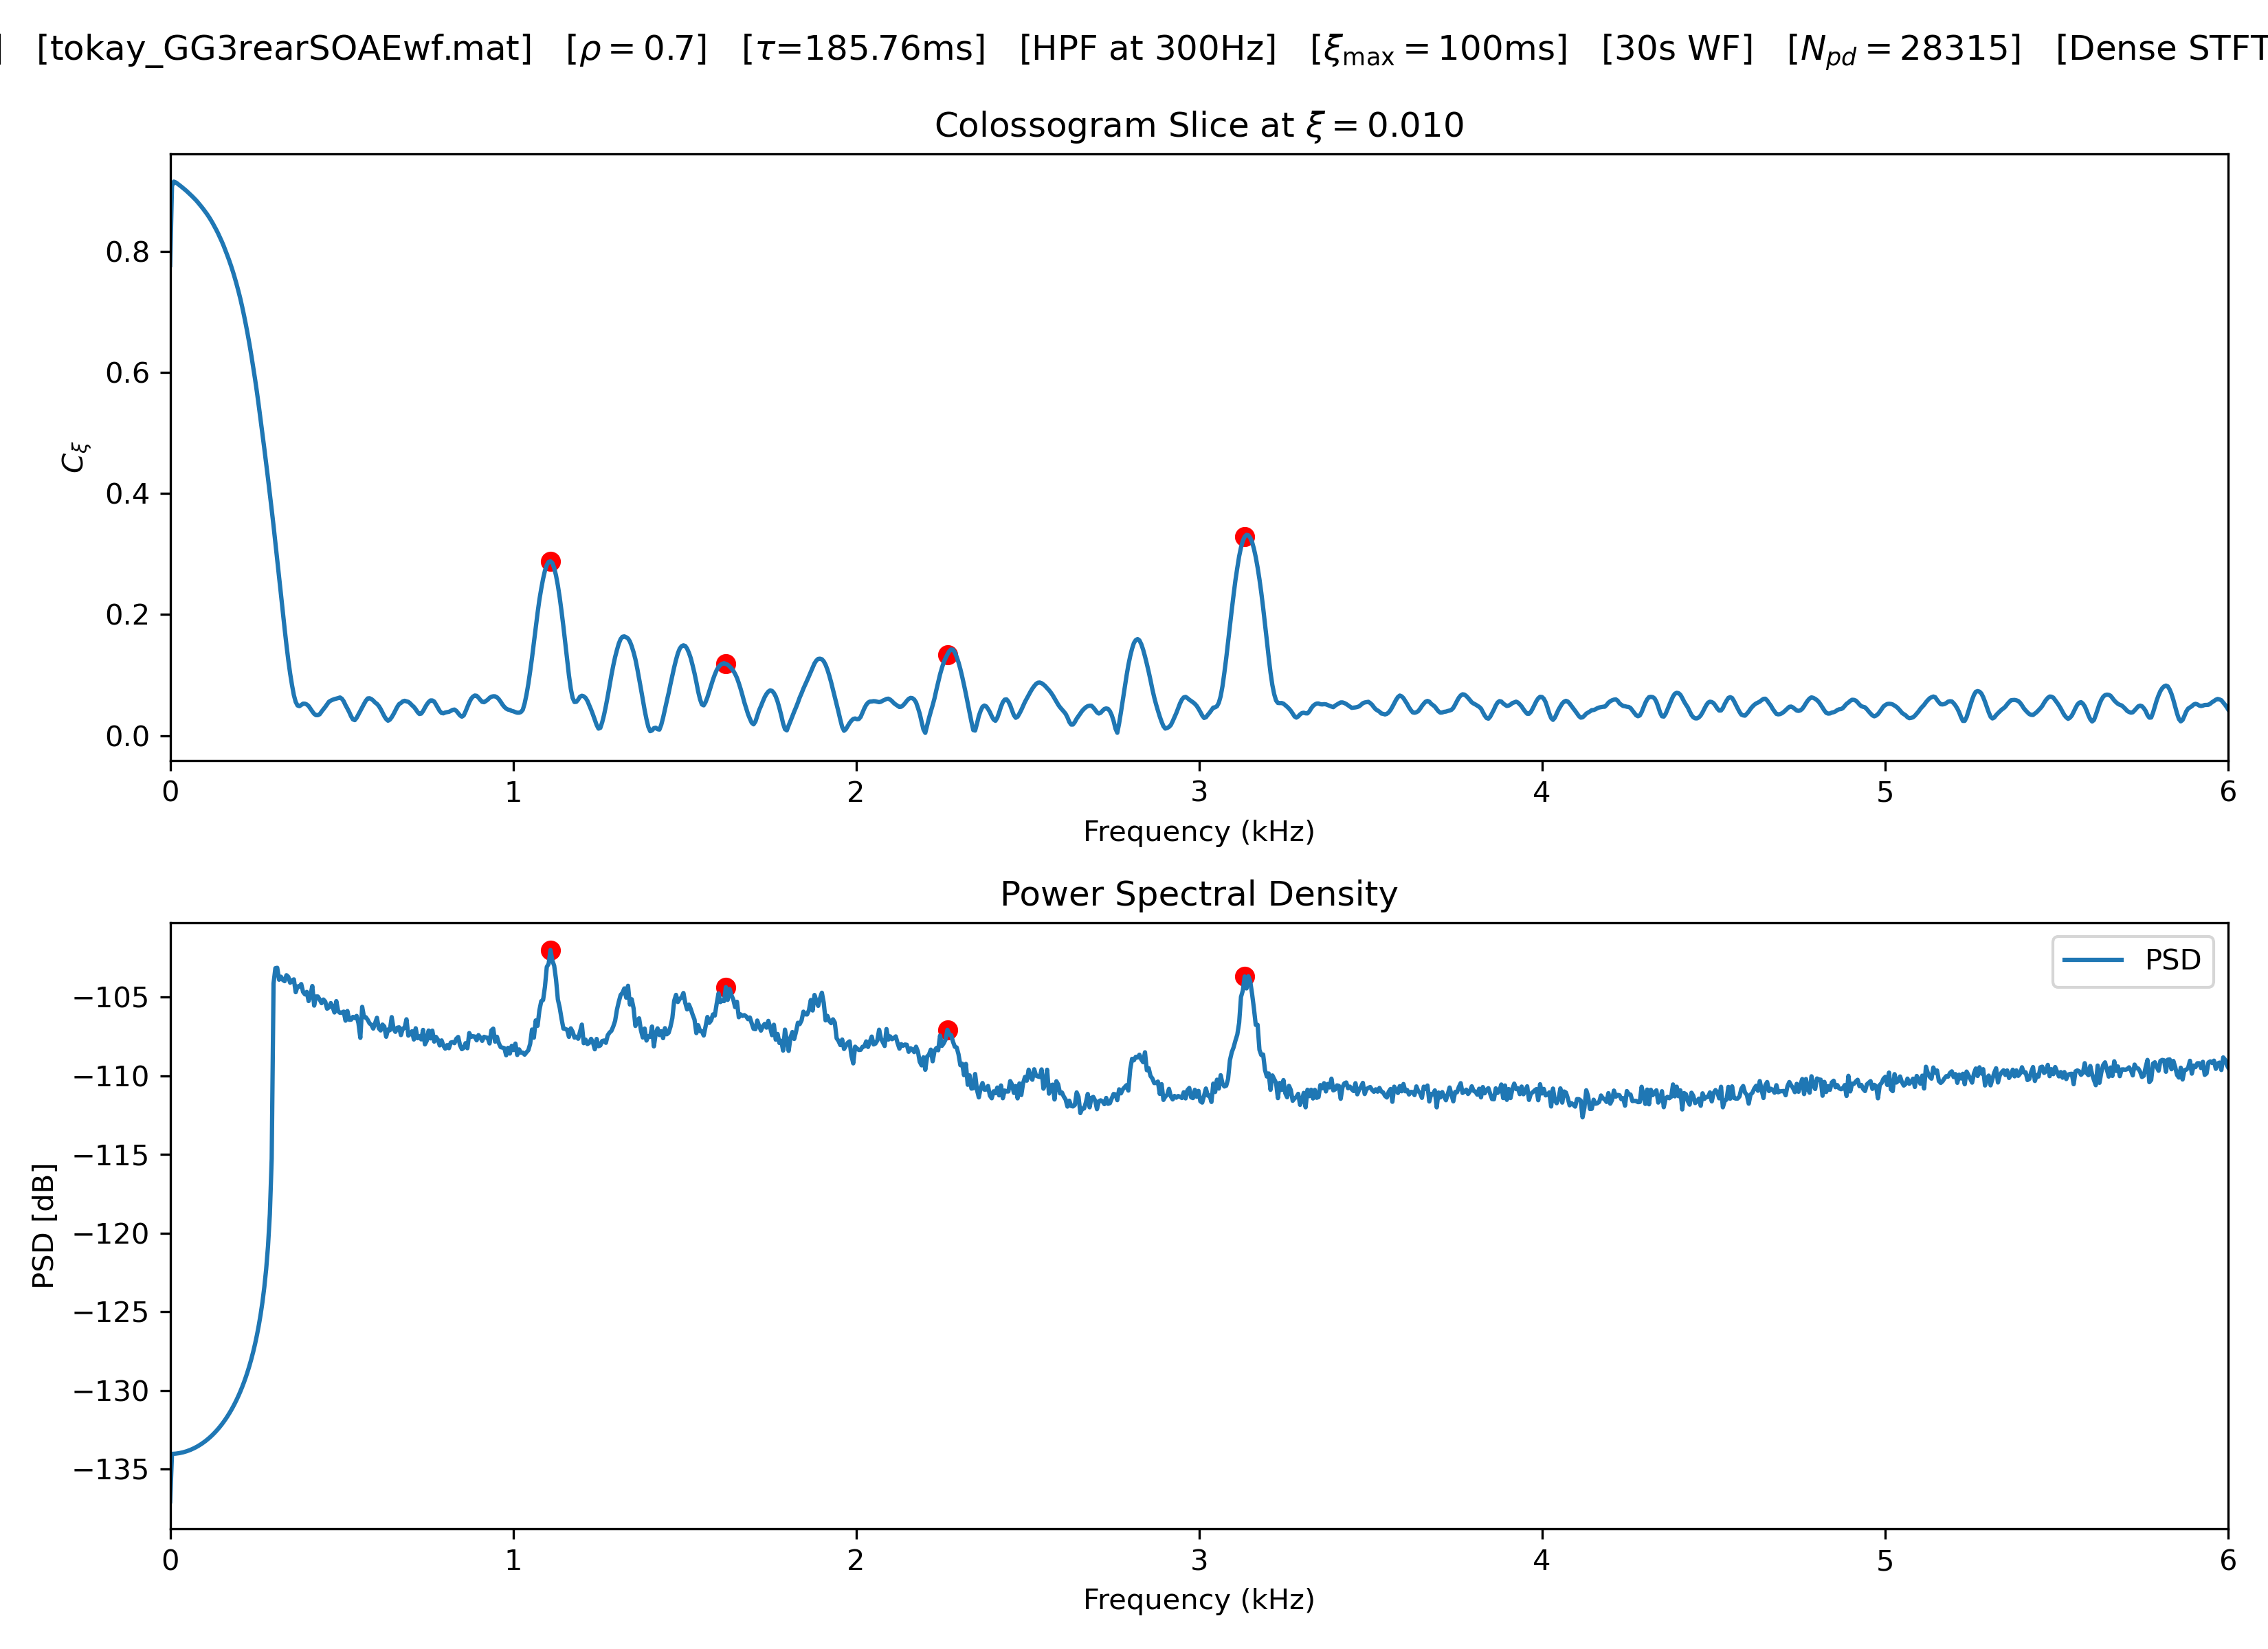 ] [tokay_GG3rearSOAEwf.mat] [ρ = 0.7] [τ=185.76ms] [HPF at 300Hz] [ξmax = 100ms] [30s WF] [Npd = 28315] [Dense STFT
Colossogram Slice at ξ = 0.010
0.8
0.6
Cξ
0.4
0.2
0.0
0 1 2 3 4 5 6
Frequency (kHz)
Power Spectral Density
PSD
−105
−110
−115
PSD [dB]
−120
−125
−130
−135
0 1 2 3 4 5 6
Frequency (kHz)